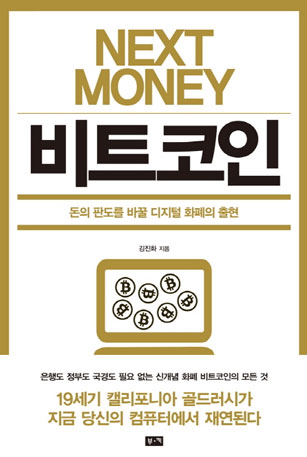 NEXT
MONEY
비트코인
돈의 판도를 바꿀 디지털 화폐의 출현
김진화 지음
은행도 정부도 국경도 필요 없는 신개념 화폐 비트코인의 모든 것
19세기 캘리포니아 골드러시가
지금 당신의 컴퓨터에서 재연된다
부·키